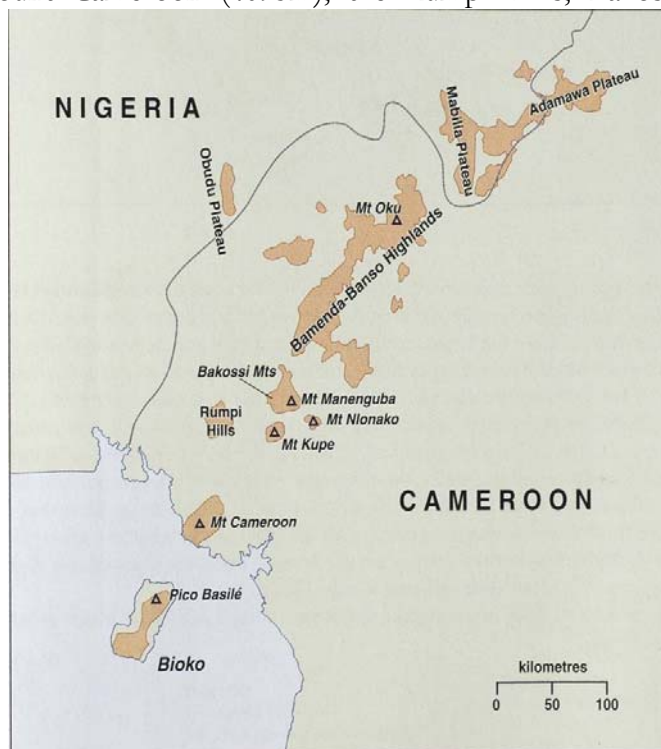 NIGERIA
Adamawa Plateau
Mabilla Plateau
Obudu Plateau
Mt Oku
Bamenda-Banso Highlands
Bakossi Mts
Mt Manenguba
Rumpi
Hills
Mt Nlonako
Mt Kupe
CAMEROON
Mt Cameroon
Pico Basilé
Bioko
kilometres
0 50 100